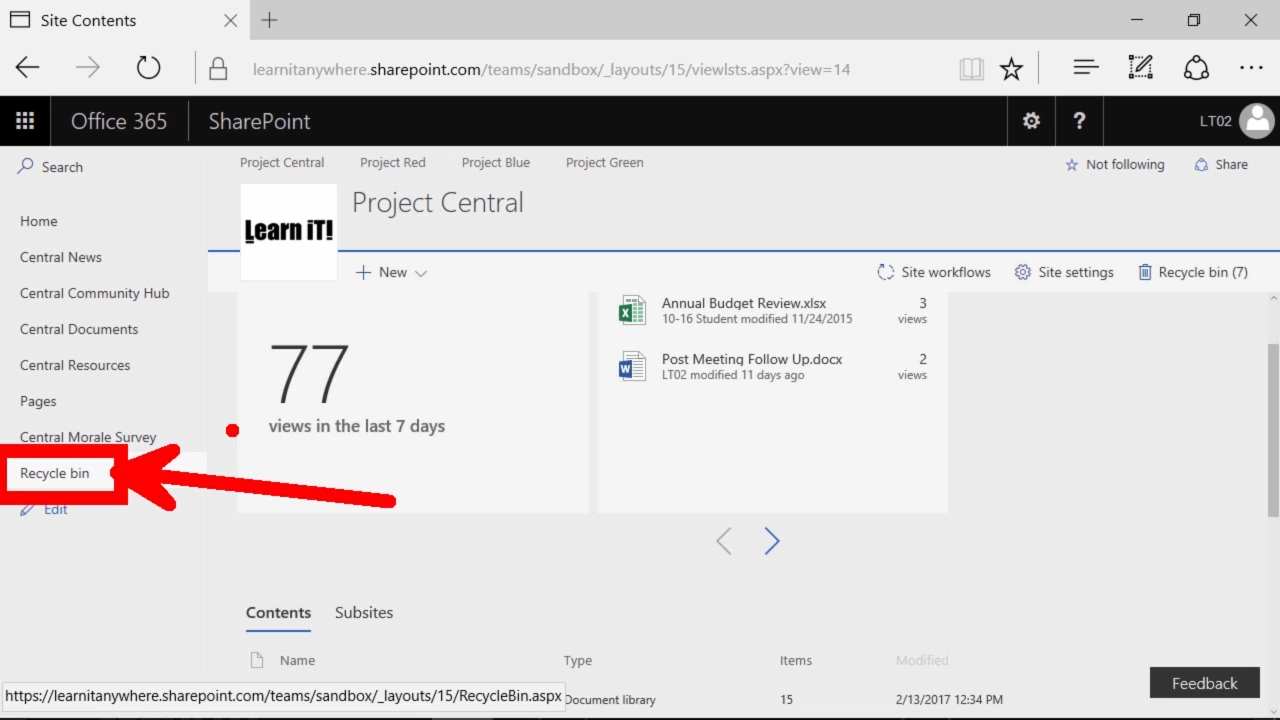 Site Contents
learnitanywhere.sharepoint.com/teams/sandbox/_layouts/15/viewlsts.aspx?view=14
Office 365 SharePoint ? LT02
Search
Project Central Project Red Project Blue Project Green
Not following Share
Learn iT!
Project Central
Home
Central News
Central Community Hub
Central Documents
Central Resources
Pages
Central Morale Survey
Recycle bin
Edit
New
Site workflows Site settings Recycle bin (7)
77
views in the last 7 days
Annual Budget Review.xlsx 3
10-16 Student modified 11/24/2015 views
Post Meeting Follow Up.docx 2
LT02 modified 11 days ago views
Contents Subsites
Name Type Items Modified
Document library 15 2/13/2017 12:34 PM
Feedback
https://learnitanywhere.sharepoint.com/teams/sandbox/_layouts/15/RecycleBin.aspx